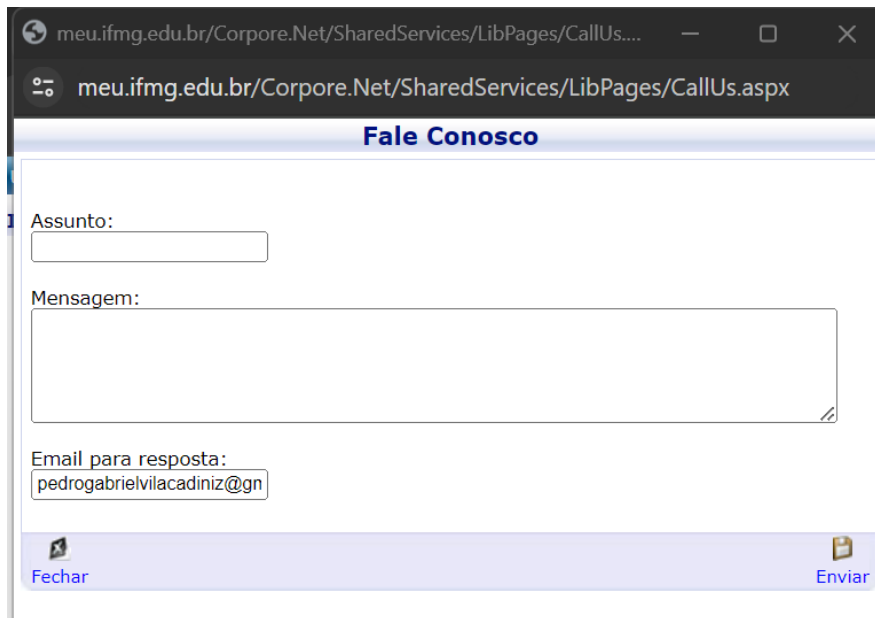 meu.ifmg.edu.br/Corpore.Net/SharedServices/LibPages/CallUs....
meu.ifmg.edu.br/Corpore.Net/SharedServices/LibPages/CallUs.aspx
Fale Conosco
Assunto:
Mensagem:
Email para resposta:
pedrogabrielvilacadiniz@gn
Fechar
Enviar